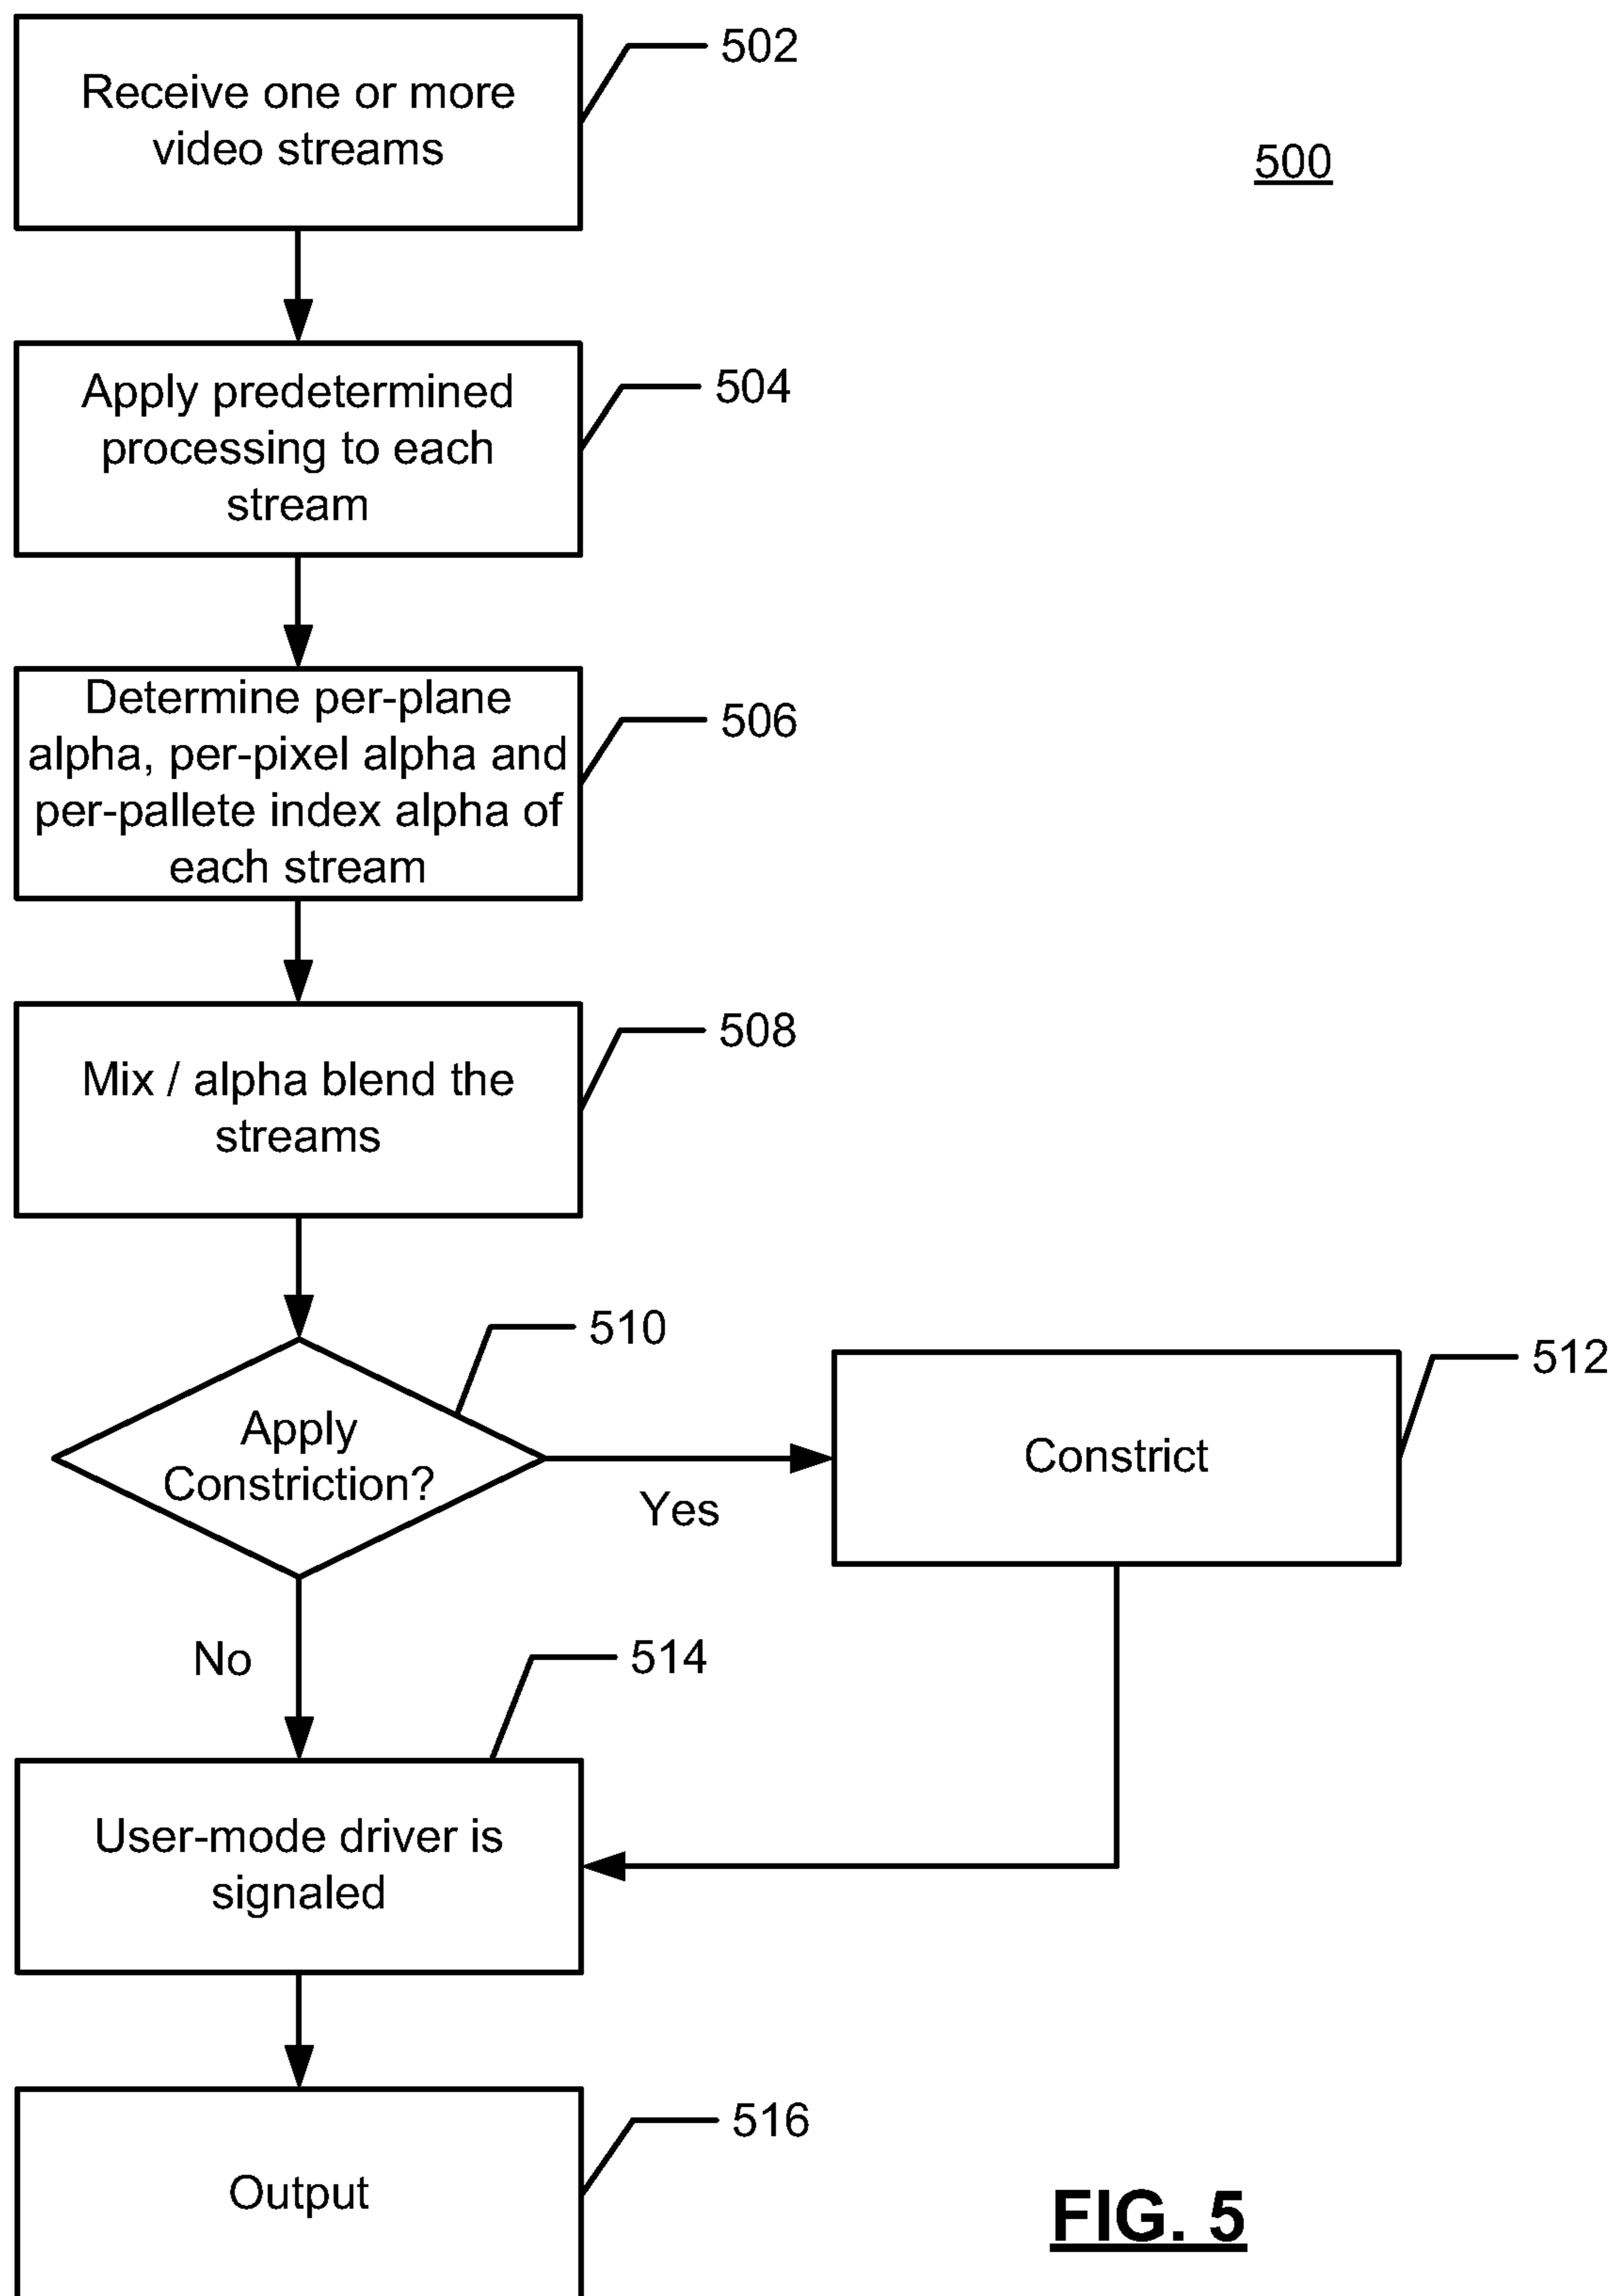 Receive one or more
video streams
502
500
Apply predetermined
processing to each
stream
504
Determine per-plane
alpha, per-pixel alpha and
per-pallete index alpha of
each stream
506
Mix / alpha blend the
streams
508
Apply
Constriction?
510
Yes
Constrict
512
No
User-mode driver is
signaled
514
Output
516
FIG. 5